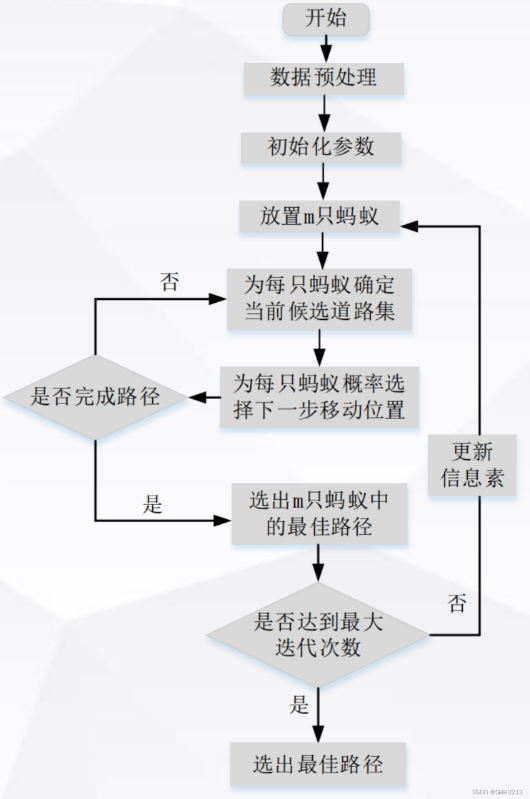 开始
数据预处理
初始化参数
放置m只蚂蚁
否
为每只蚂蚁确定
当前候选道路集
是否完成路径
为每只蚂蚁概率选
择下一步移动位置
更新
信息素
是
选出m只蚂蚁中
的最佳路径
是否达到最大
迭代次数
否
是
选出最佳路径